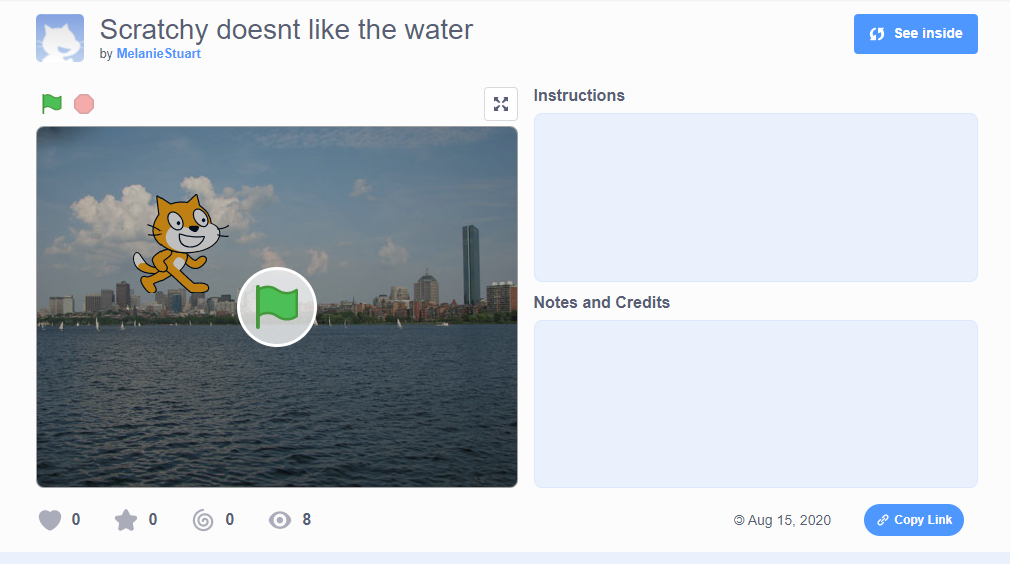 Scratchy doesnt like the water
by MelanieStuart
See inside
Instructions
Notes and Credits
0
0
0
8
Aug 15, 2020
Copy Link